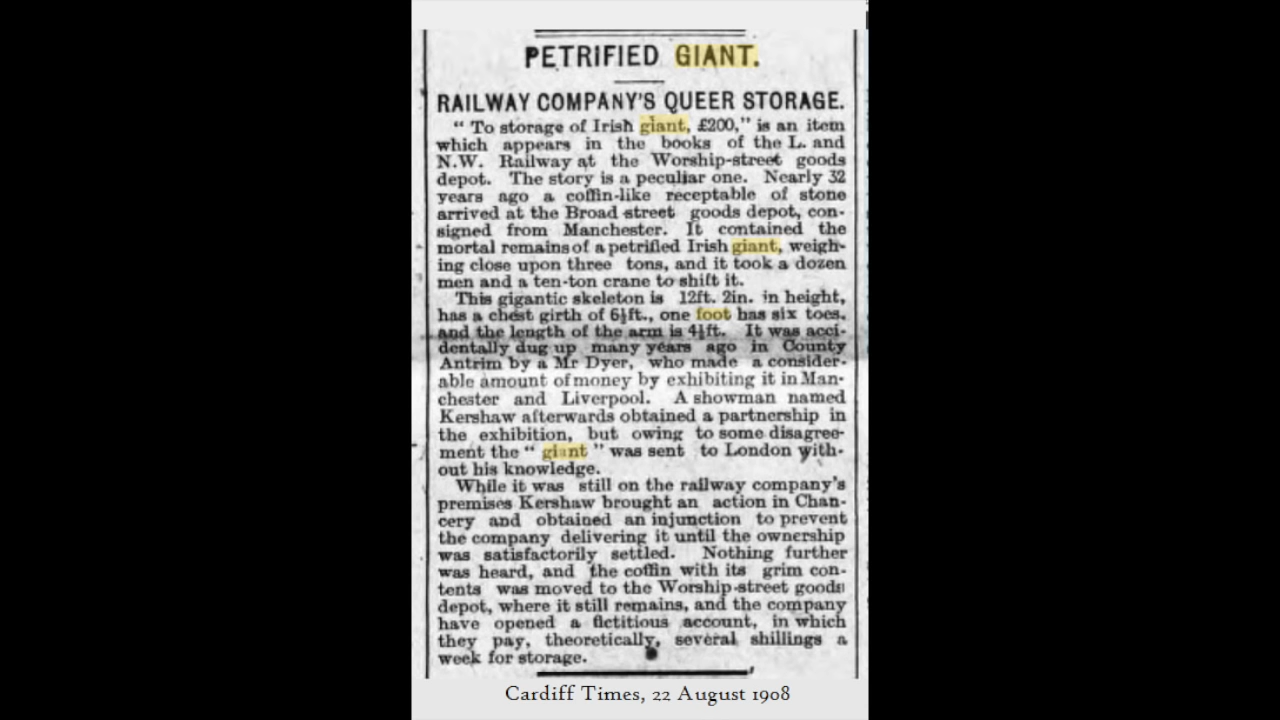 PETRIFIED GIANT.
RAILWAY COMPANY'S QUEER STORAGE.
" To storage of Irish giant, £200," is an item
which appears in the books of the L. and
N.W. Railway at the Worship-street goods
depot. The story is a peculiar one. Nearly 32
years ago a coffin-like receptable of stone
arrived at the Broad street goods depot, con-
signed from Manchester. It contained the
mortal remains of a petrified Irish giant, weigh-
ing close upon three tons, and it took a dozen
men and a ten-ton crane to shift it.
This gigantic skeleton is 12ft. 2in. in height,
has a chest girth of 6½ft., one foot has six toes,
and the length of the arm is 4½ft. It was acci-
dentally dug up many years ago in County
Antrim by a Mr Dyer, who made a consider-
able amount of money by exhibiting it in Man-
chester and Liverpool. A showman named
Kershaw afterwards obtained a partnership in
the exhibition, but owing to some disagree-
ment the " giant " was sent to London with-
out his knowledge.
While it was still on the railway company's
premises Kershaw brought an action in Chan-
cery and obtained an injunction to prevent
the company delivering it until the ownership
was satisfactorily settled. Nothing further
was heard, and the coffin with its grim con-
tents was moved to the Worship-street goods
depot, where it still remains, and the company
have opened a fictitious account, in which
they pay, theoretically, several shillings a
week for storage.
Cardiff Times, 22 August 1908